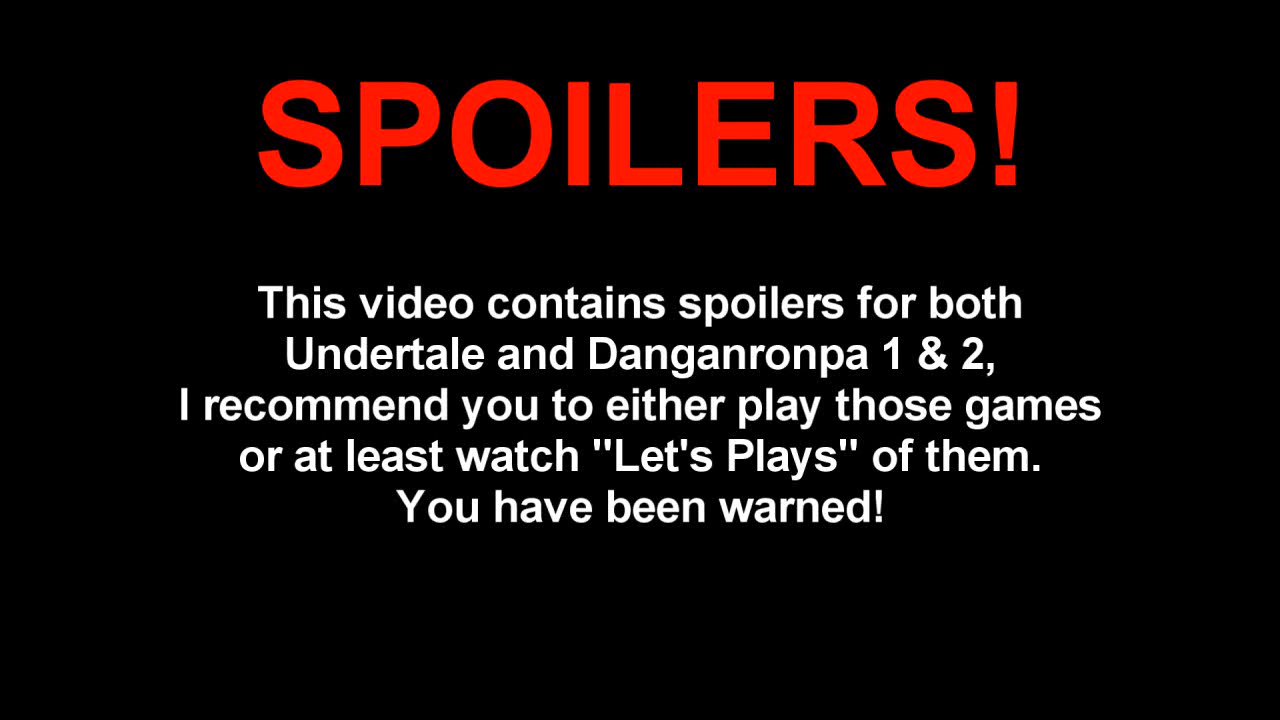 SPOILERS!
This video contains spoilers for both
Undertale and Danganronpa 1 & 2,
I recommend you to either play those games
or at least watch "Let's Plays" of them.
You have been warned!